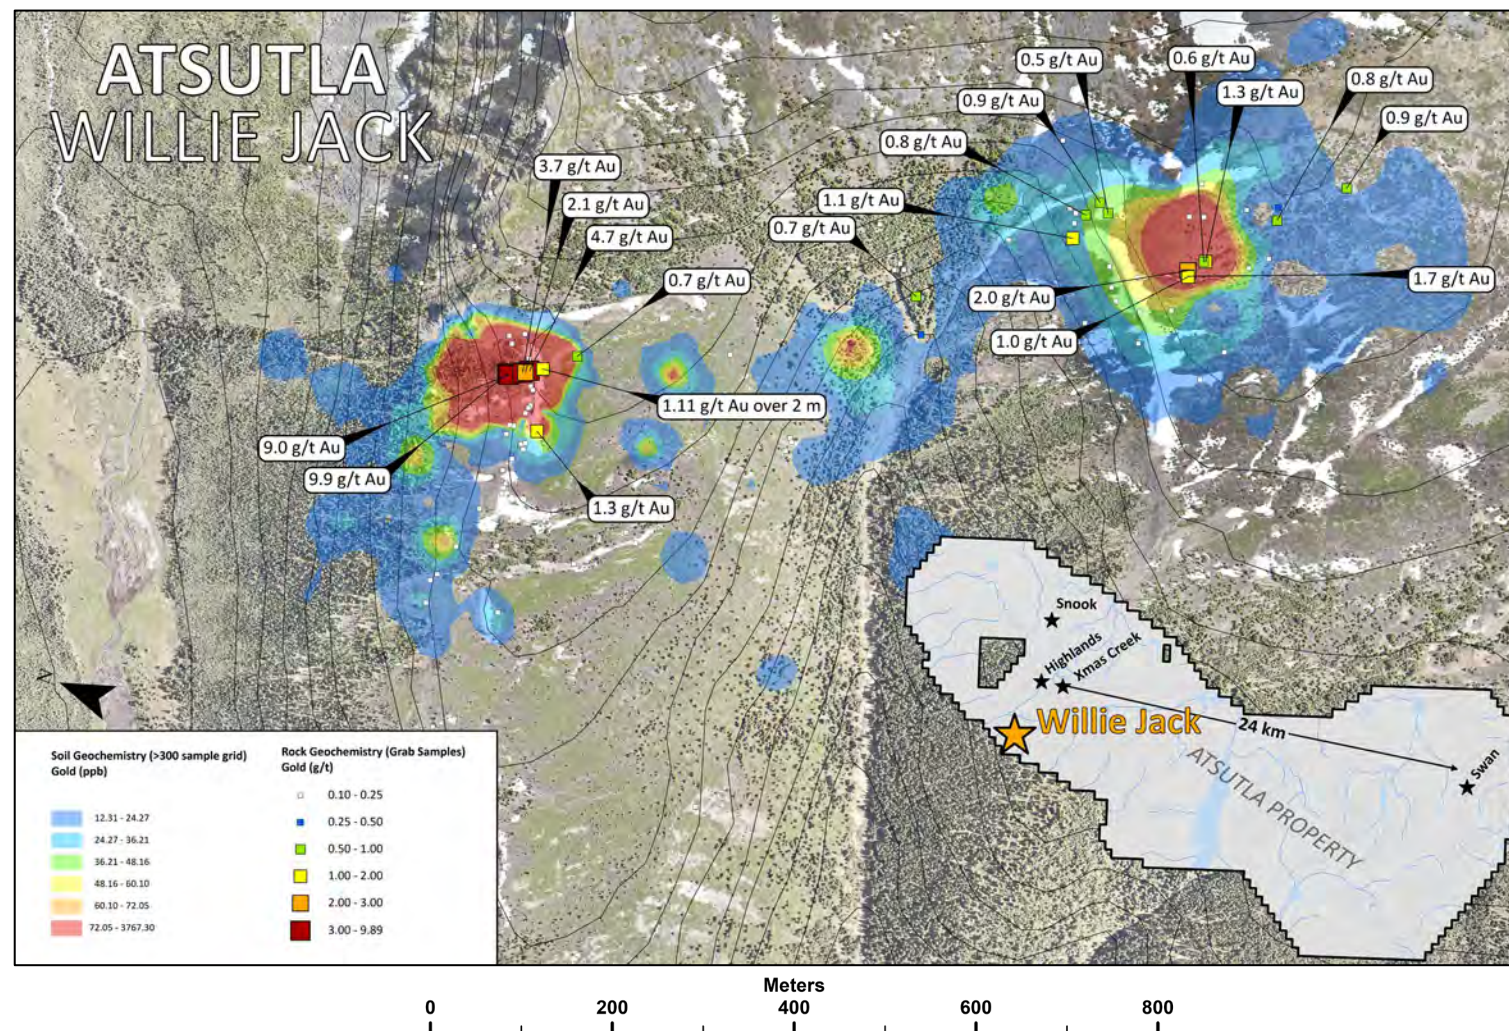 ATSUTLA
WILLIE JACK
0.5 g/t Au
0.6 g/t Au
1.3 g/t Au
0.8 g/t Au
0.9 g/t Au
0.9 g/t Au
0.8 g/t Au
1.1 g/t Au
0.7 g/t Au
3.7 g/t Au
2.1 g/t Au
4.7 g/t Au
0.7 g/t Au
2.0 g/t Au
1.7 g/t Au
1.0 g/t Au
1.11 g/t Au over 2 m
9.0 g/t Au
9.9 g/t Au
1.3 g/t Au
Snook
Highlands
Xmas Creek
Willie Jack
24 km
Swan
ATSUTLA PROPERTY
Soil Geochemistry (>300 sample grid)
Gold (ppb)
12.31 - 24.27
24.27 - 36.21
36.21 - 48.16
48.16 - 60.10
60.10 - 72.05
72.05 - 3767.30
Rock Geochemistry (Grab Samples)
Gold (g/t)
0.10 - 0.25
0.25 - 0.50
0.50 - 1.00
1.00 - 2.00
2.00 - 3.00
3.00 - 9.89
Meters
0 200 400 600 800